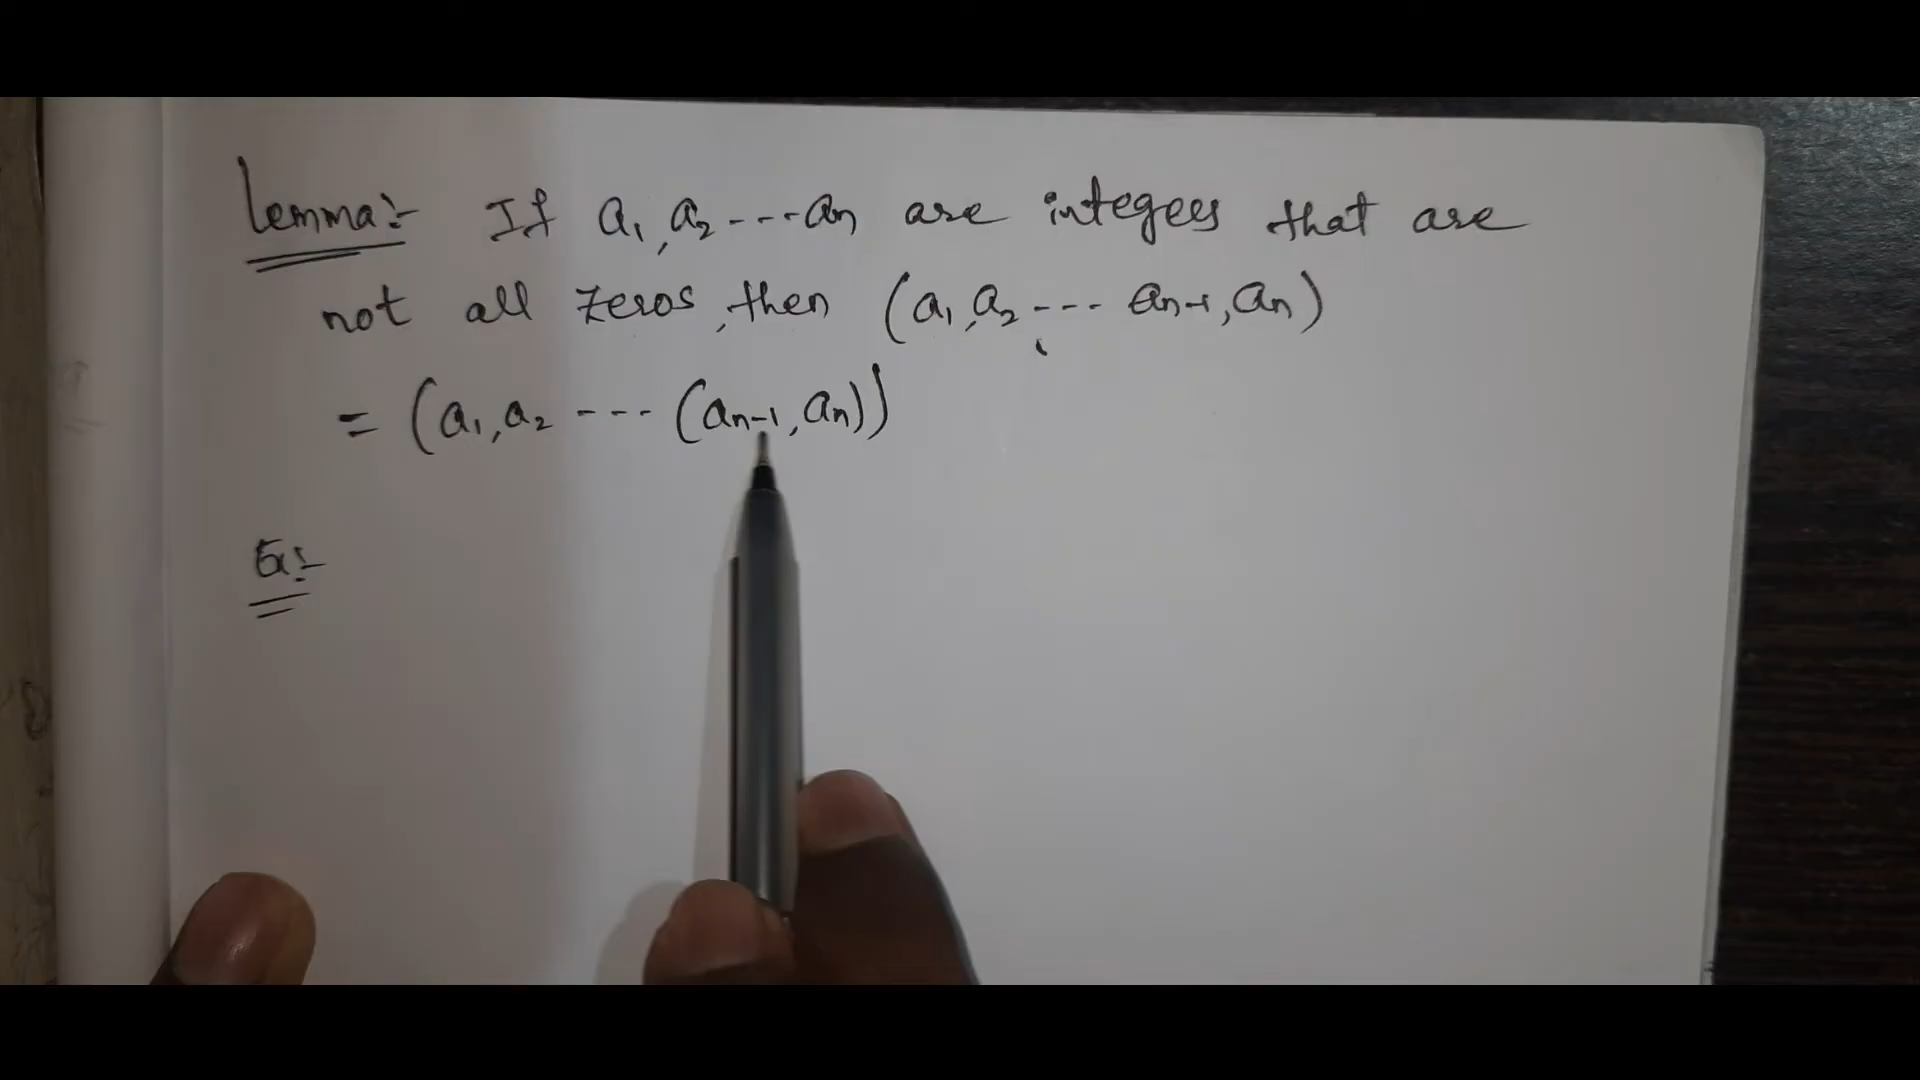 Lemma:- If a₁, a₂ --- aₙ are integers that are
not all zeros, then (a₁, a₂ --- aₙ₋₁, aₙ)
= (a₁, a₂ --- (aₙ₋₁, aₙ))
Ex:-